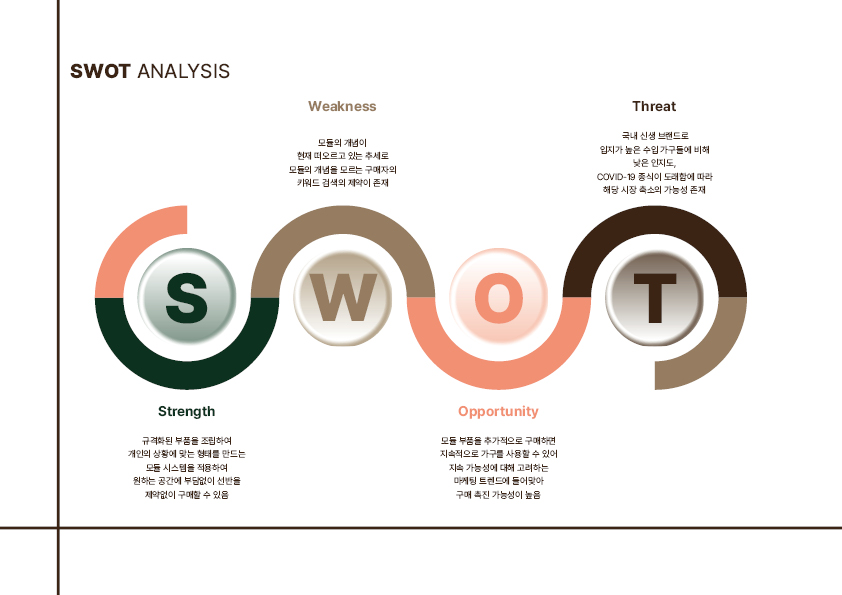 SWOT ANALYSIS
Weakness
모듈의 개념이
현재 떠오르고 있는 추세로
모듈의 개념을 모르는 구매자의
키워드 검색의 제약이 존재
Threat
국내 신생 브랜드로
입지가 높은 수입 가구들에 비해
낮은 인지도,
COVID-19 종식이 도래함에 따라
해당 시장 축소의 가능성 존재
S
W
O
T
Strength
규격화된 부품을 조립하여
개인의 상황에 맞는 형태를 만드는
모듈 시스템을 적용하여
원하는 공간에 부담없이 선반을
제약없이 구매할 수 있음
Opportunity
모듈 부품을 추가적으로 구매하면
지속적으로 가구를 사용할 수 있어
지속 가능성에 대해 고려하는
마케팅 트렌드에 들어맞아
구매 촉진 가능성이 높음